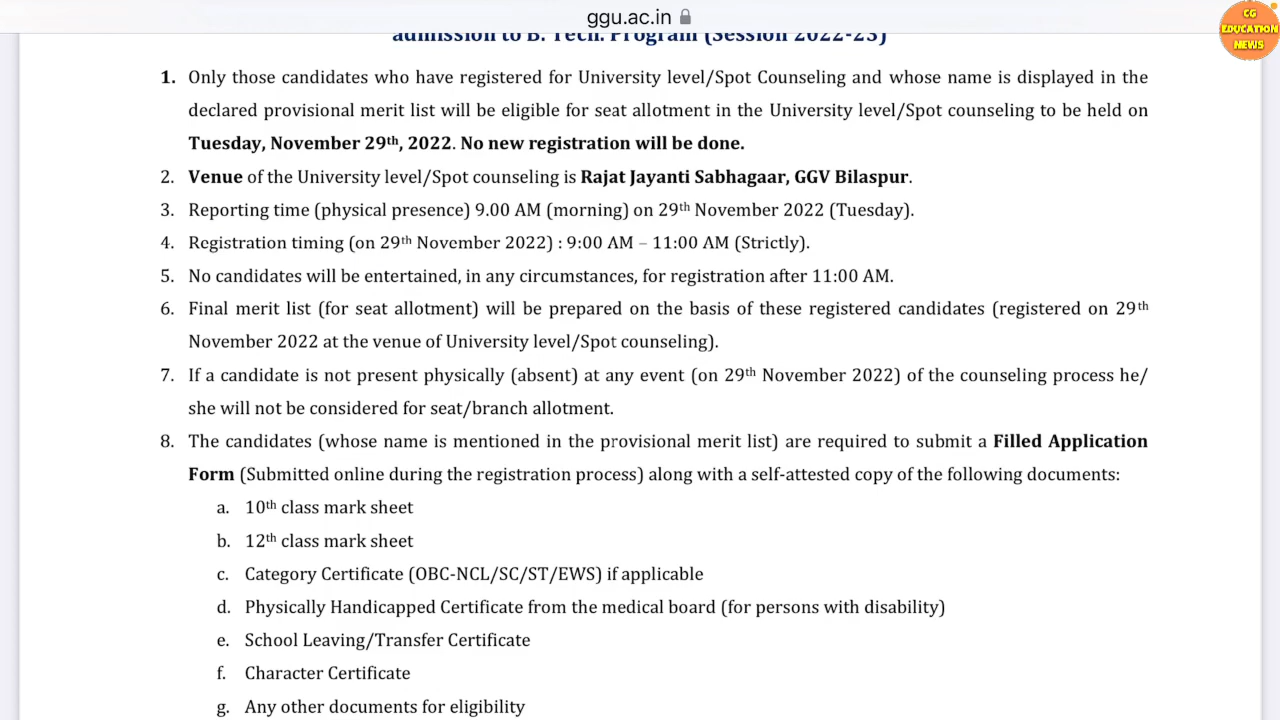 ggu.ac.in
CG
EDUCATION
NEWS
admission to B. Tech. Program (Session 2022-23)
1. Only those candidates who have registered for University level/Spot Counseling and whose name is displayed in the
declared provisional merit list will be eligible for seat allotment in the University level/Spot counseling to be held on
Tuesday, November 29th, 2022. No new registration will be done.
2. Venue of the University level/Spot counseling is Rajat Jayanti Sabhagaar, GGV Bilaspur.
3. Reporting time (physical presence) 9.00 AM (morning) on 29th November 2022 (Tuesday).
4. Registration timing (on 29th November 2022) : 9:00 AM – 11:00 AM (Strictly).
5. No candidates will be entertained, in any circumstances, for registration after 11:00 AM.
6. Final merit list (for seat allotment) will be prepared on the basis of these registered candidates (registered on 29th
November 2022 at the venue of University level/Spot counseling).
7. If a candidate is not present physically (absent) at any event (on 29th November 2022) of the counseling process he/
she will not be considered for seat/branch allotment.
8. The candidates (whose name is mentioned in the provisional merit list) are required to submit a Filled Application
Form (Submitted online during the registration process) along with a self-attested copy of the following documents:
a. 10th class mark sheet
b. 12th class mark sheet
c. Category Certificate (OBC-NCL/SC/ST/EWS) if applicable
d. Physically Handicapped Certificate from the medical board (for persons with disability)
e. School Leaving/Transfer Certificate
f. Character Certificate
g. Any other documents for eligibility